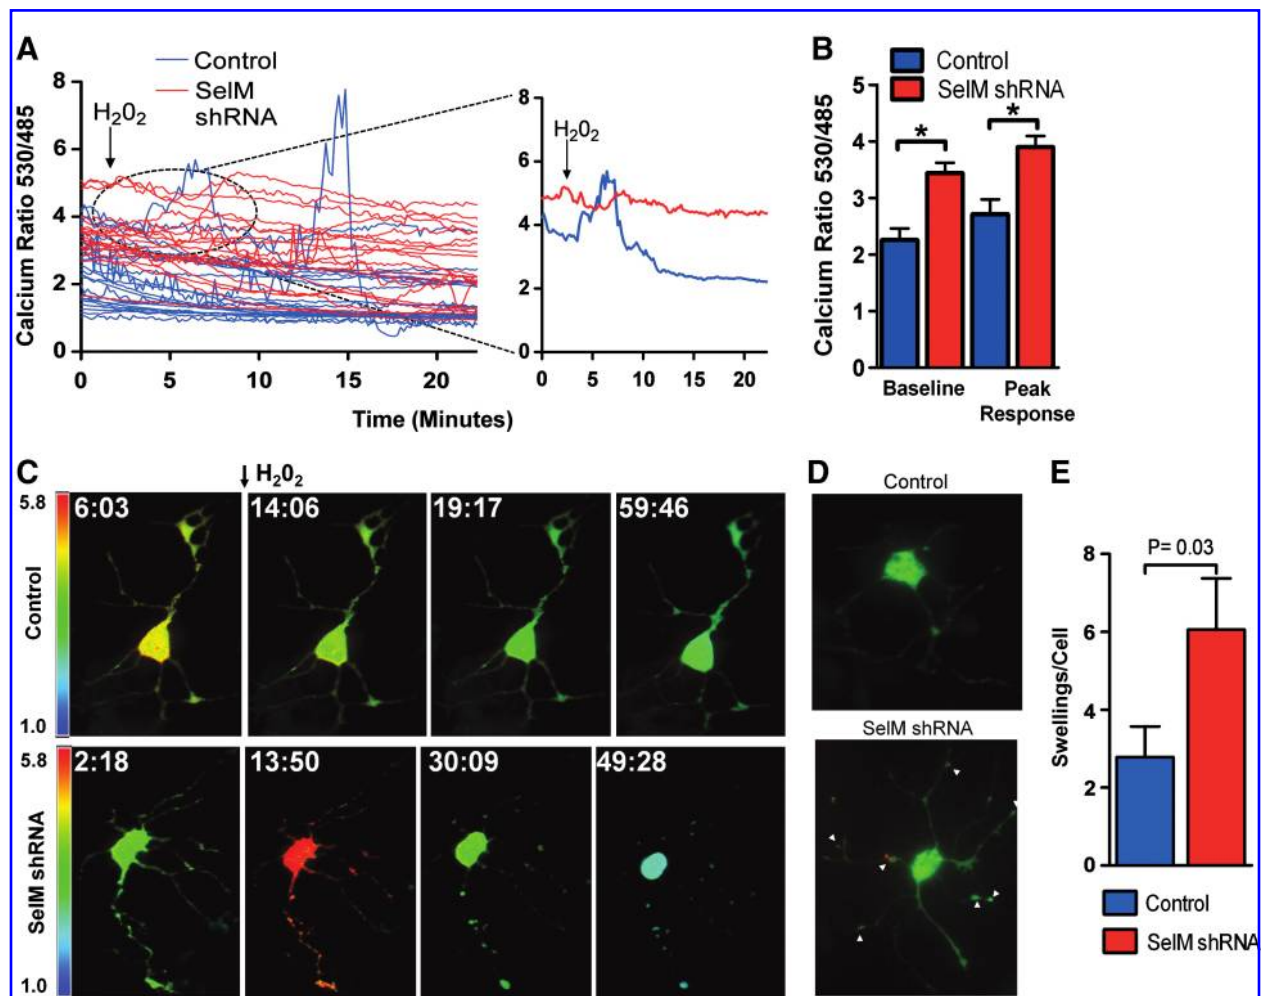 A
Control
SelM
shRNA
H₂0₂
Calcium Ratio 530/485
8
6
4
2
0
0 5 10 15 20
H₂0₂
8
6
4
2
0
0 5 10 15 20
Time (Minutes)
B
Control
SelM shRNA
Calcium Ratio 530/485
5
4
3
2
1
0
* *
Baseline
Peak
Response
C
H₂0₂
Control
5.8
1.0
6:03 14:06 19:17 59:46
SelM shRNA
5.8
1.0
2:18 13:50 30:09 49:28
D
Control
SelM shRNA
E
P= 0.03
Swellings/Cell
8
6
4
2
0
Control
SelM shRNA